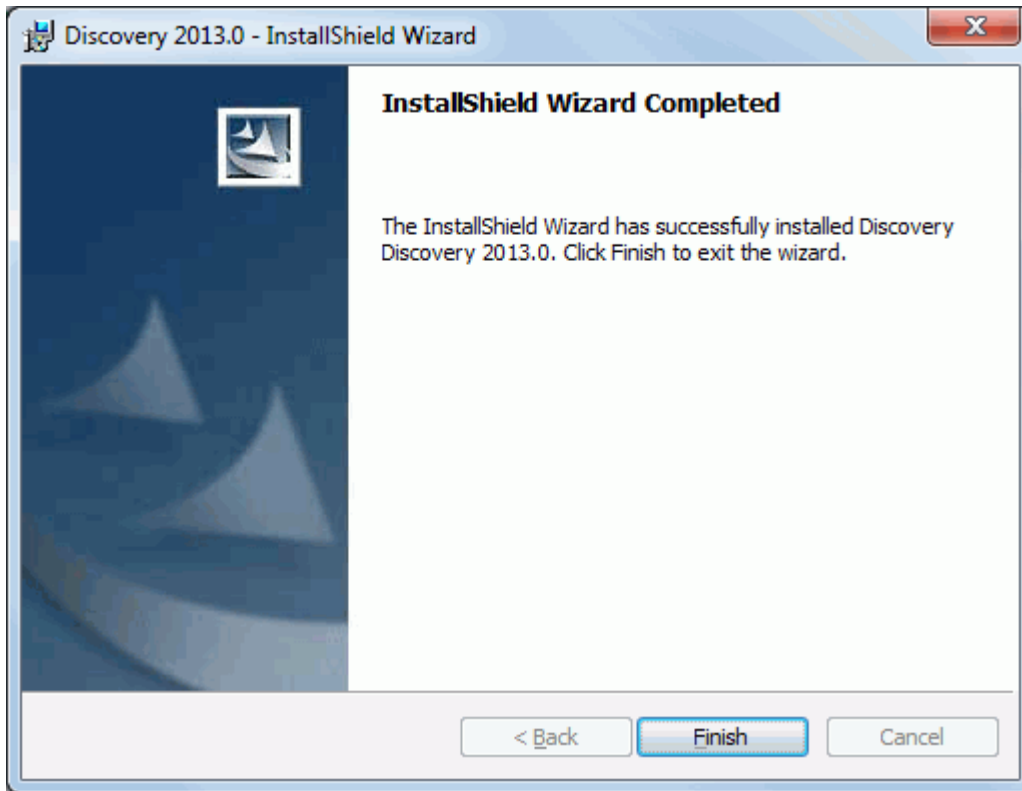 Discovery 2013.0 - InstallShield Wizard
InstallShield Wizard Completed
The InstallShield Wizard has successfully installed Discovery
Discovery 2013.0. Click Finish to exit the wizard.
< Back
Finish
Cancel